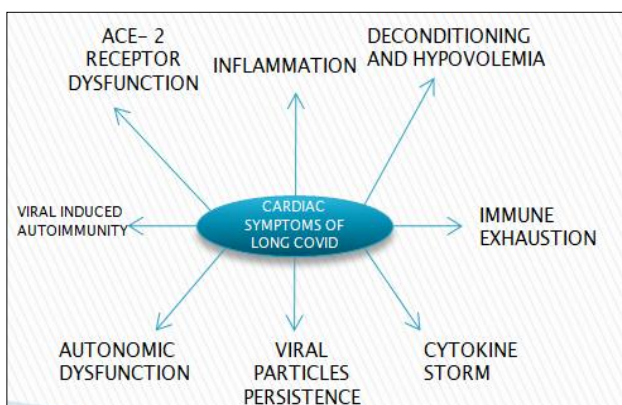 ACE- 2
RECEPTOR
DYSFUNCTION
INFLAMMATION
DECONDITIONING
AND HYPOVOLEMIA
VIRAL INDUCED
AUTOIMMUNITY
CARDIAC
SYMPTOMS OF
LONG COVID
IMMUNE
EXHAUSTION
AUTONOMIC
DYSFUNCTION
VIRAL
PARTICLES
PERSISTENCE
CYTOKINE
STORM